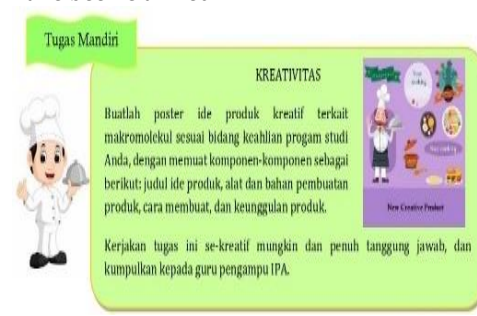 Tugas Mandiri
KREATIVITAS
Buatlah poster ide produk kreatif terkait
makromolekul sesuai bidang keahlian progam studi
Anda, dengan memuat komponen-komponen sebagai
berikut: judul ide produk, alat dan bahan pembuatan
produk, cara membuat, dan keunggulan produk.
New Creative Product
Kerjakan tugas ini se-kreatif mungkin dan penuh tanggung jawab, dan
kumpulkan kepada guru pengampu IPA.